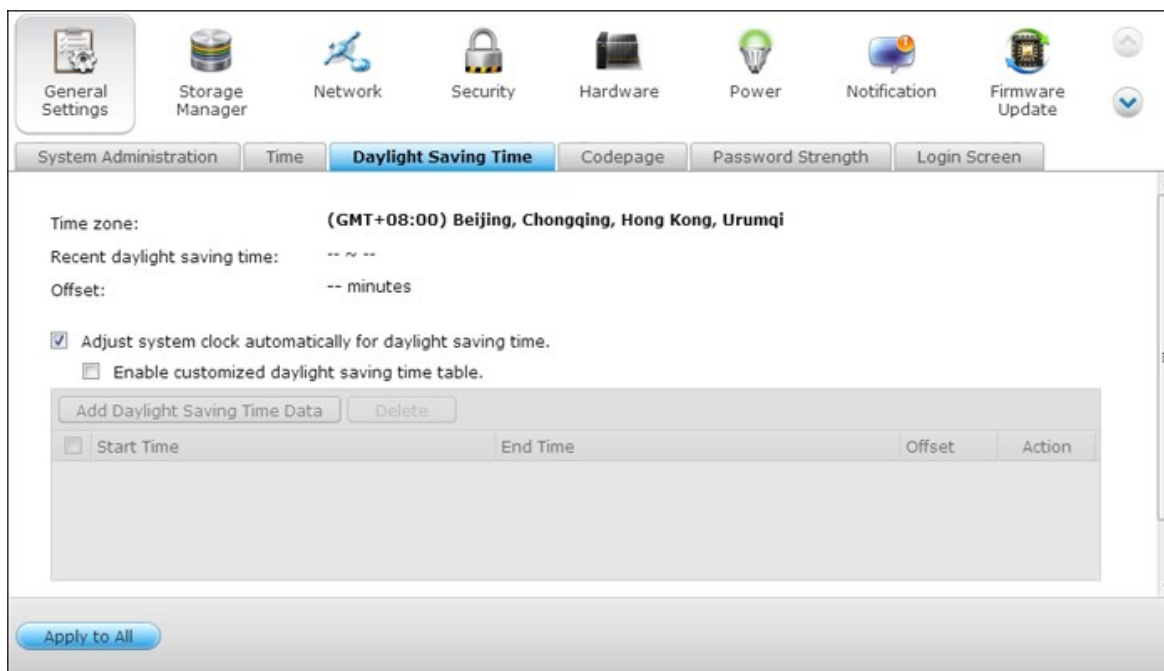 General Settings
Storage Manager
Network
Security
Hardware
Power
1
Notification
Firmware Update
System Administration
Time
Daylight Saving Time
Codepage
Password Strength
Login Screen
Time zone: (GMT+08:00) Beijing, Chongqing, Hong Kong, Urumqi
Recent daylight saving time: -- ~ --
Offset: -- minutes
Adjust system clock automatically for daylight saving time.
Enable customized daylight saving time table.
Add Daylight Saving Time Data Delete
Start Time End Time Offset Action
Apply to All